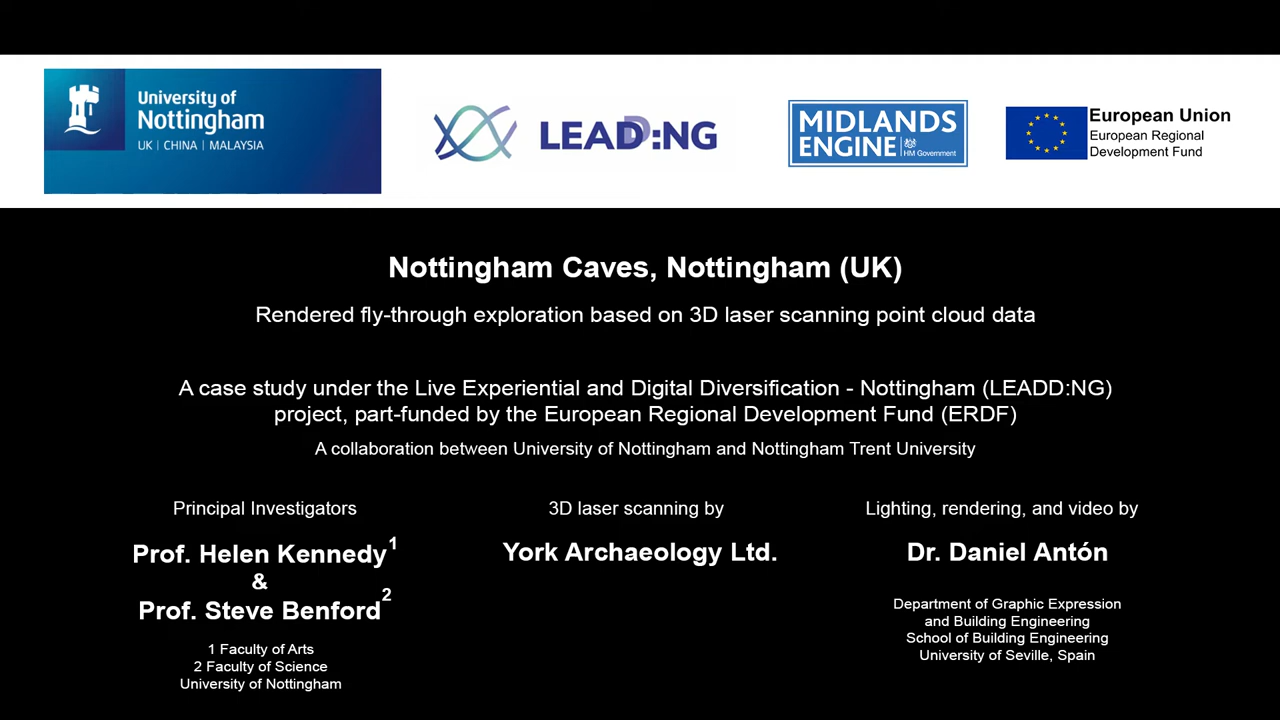 University of
Nottingham
UK | CHINA | MALAYSIA
LEADD:NG
MIDLANDS
ENGINE
HM Government
European Union
European Regional
Development Fund
Nottingham Caves, Nottingham (UK)
Rendered fly-through exploration based on 3D laser scanning point cloud data
A case study under the Live Experiential and Digital Diversification - Nottingham (LEADD:NG)
project, part-funded by the European Regional Development Fund (ERDF)
A collaboration between University of Nottingham and Nottingham Trent University
Principal Investigators
Prof. Helen Kennedy1
&
Prof. Steve Benford2
1 Faculty of Arts
2 Faculty of Science
University of Nottingham
3D laser scanning by
York Archaeology Ltd.
Lighting, rendering, and video by
Dr. Daniel Antón
Department of Graphic Expression
and Building Engineering
School of Building Engineering
University of Seville, Spain